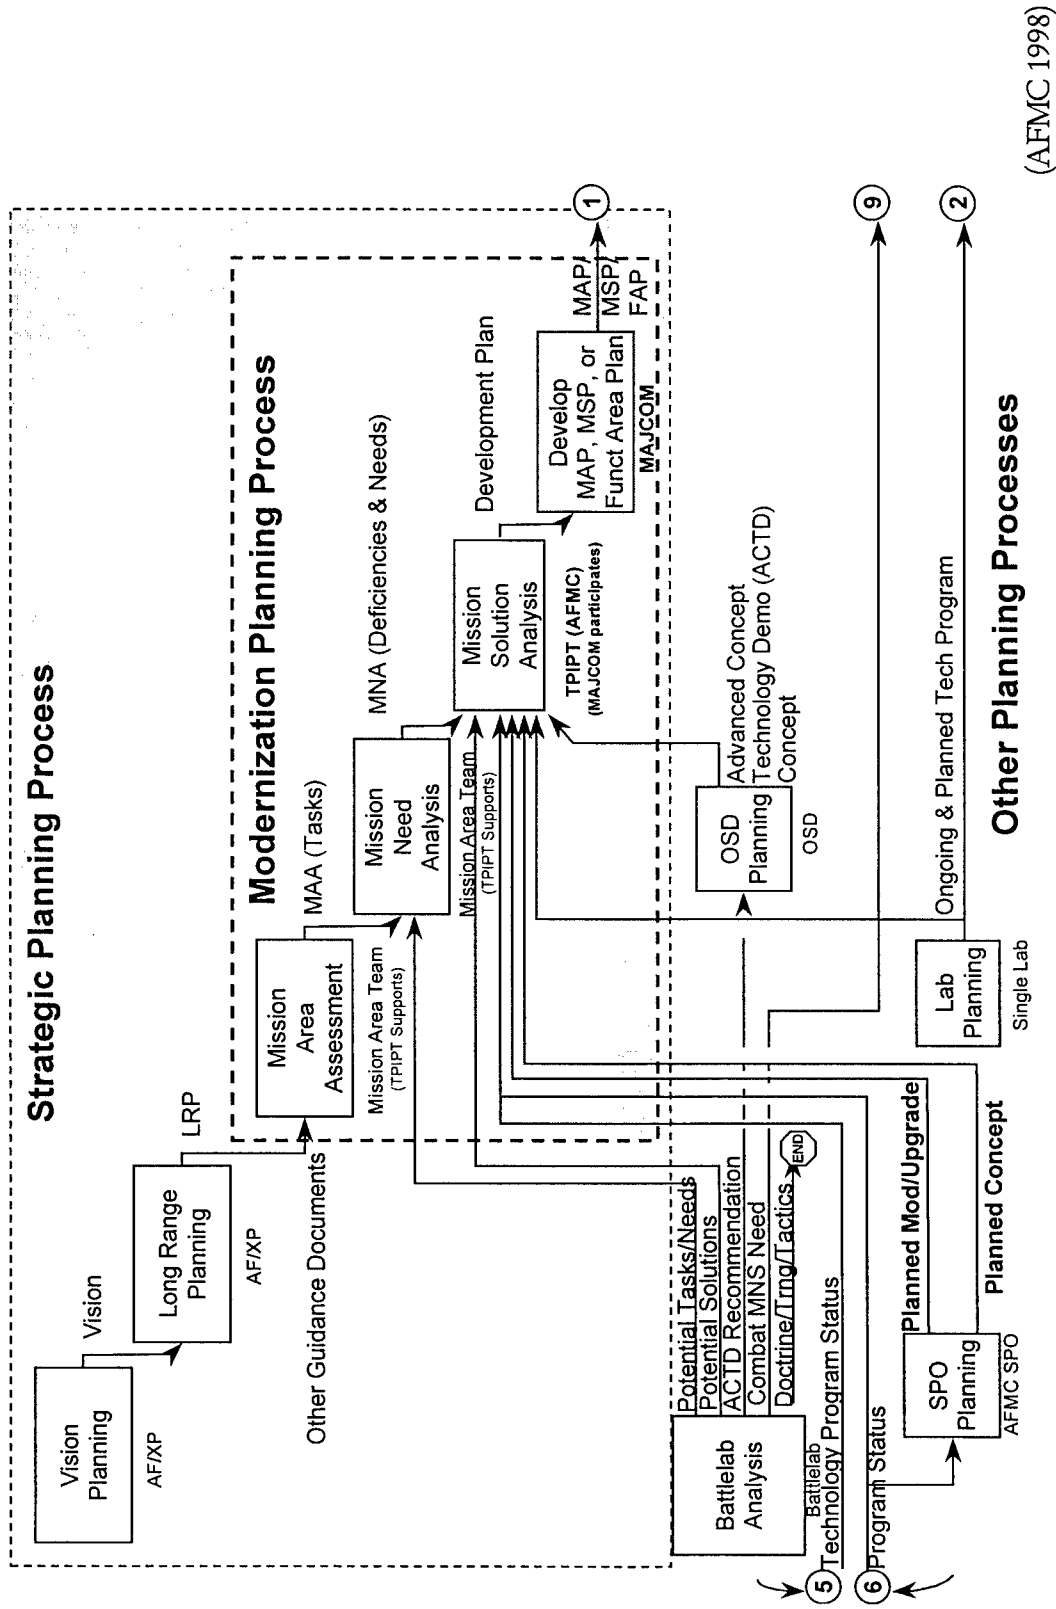 Strategic Planning Process
Vision
Planning
AF/XP
Vision
Long Range
Planning
AF/XP
LRP
Other Guidance Documents
Modernization Planning Process
Mission
Area
Assessment
Mission Area Team
(TPIPT Supports)
MAA (Tasks)
Mission
Need
Analysis
Mission Area Team
(TPIPT Supports)
MNA (Deficiencies & Needs)
Mission
Solution
Analysis
TPIPT (AFMC)
(MAJCOM participates)
Development Plan
Develop
MAP, MSP, or
Funct Area Plan
MAJCOM
MAP/
MSP/
FAP
1
Battlelab
Analysis
Battlelab
Potential Tasks/Needs
Potential Solutions
ACTD Recommendation
Combat MNS Need
Doctrine/Trng/Tactics
END
OSD
Planning
OSD
Advanced Concept
Technology Demo (ACTD)
Concept
9
5
Technology Program Status
6
Program Status
SPO
Planning
AFMC SPO
Planned Mod/Upgrade
Planned Concept
Lab
Planning
Single Lab
Ongoing & Planned Tech Program
2
Other Planning Processes
(AFMC 1998)